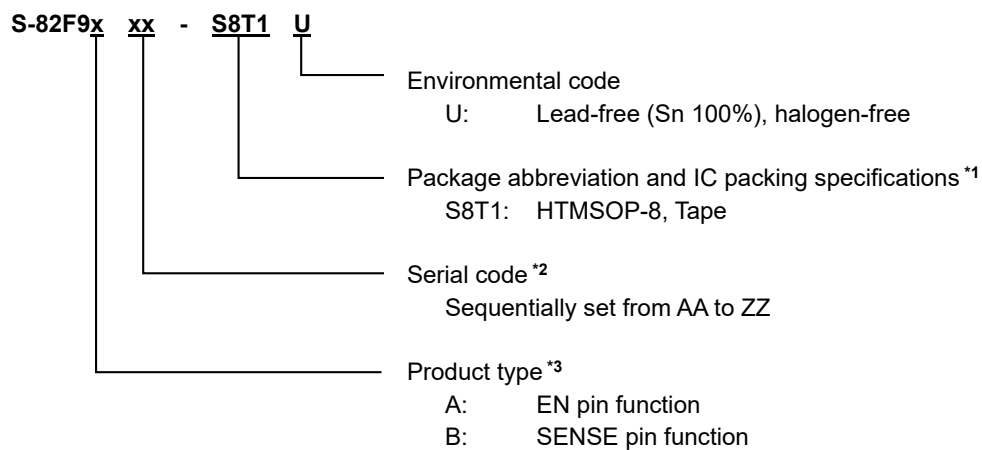 S-82F9x xx - S8T1 U
Environmental code
U: Lead-free (Sn 100%), halogen-free
Package abbreviation and IC packing specifications *1
S8T1: HTMSOP-8, Tape
Serial code *2
Sequentially set from AA to ZZ
Product type *3
A: EN pin function
B: SENSE pin function